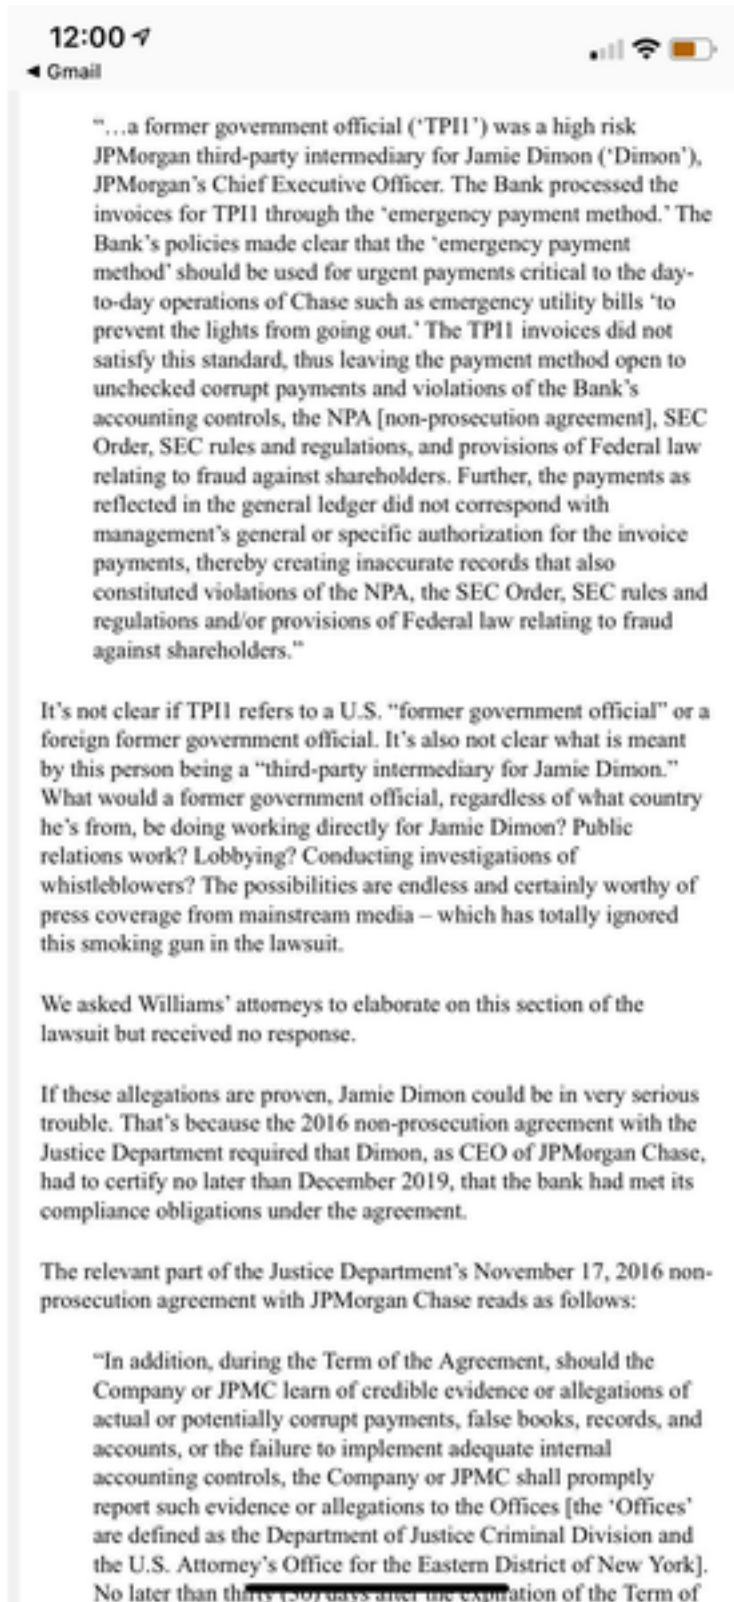 12:00
◄ Gmail
“…a former government official (‘TPI1’) was a high risk
JPMorgan third-party intermediary for Jamie Dimon (‘Dimon’),
JPMorgan’s Chief Executive Officer. The Bank processed the
invoices for TPI1 through the ‘emergency payment method.’ The
Bank’s policies made clear that the ‘emergency payment
method’ should be used for urgent payments critical to the day-
to-day operations of Chase such as emergency utility bills ‘to
prevent the lights from going out.’ The TPI1 invoices did not
satisfy this standard, thus leaving the payment method open to
unchecked corrupt payments and violations of the Bank’s
accounting controls, the NPA [non-prosecution agreement], SEC
Order, SEC rules and regulations, and provisions of Federal law
relating to fraud against shareholders. Further, the payments as
reflected in the general ledger did not correspond with
management’s general or specific authorization for the invoice
payments, thereby creating inaccurate records that also
constituted violations of the NPA, the SEC Order, SEC rules and
regulations and/or provisions of Federal law relating to fraud
against shareholders.”
It’s not clear if TPI1 refers to a U.S. “former government official” or a
foreign former government official. It’s also not clear what is meant
by this person being a “third-party intermediary for Jamie Dimon.”
What would a former government official, regardless of what country
he’s from, be doing working directly for Jamie Dimon? Public
relations work? Lobbying? Conducting investigations of
whistleblowers? The possibilities are endless and certainly worthy of
press coverage from mainstream media – which has totally ignored
this smoking gun in the lawsuit.
We asked Williams’ attorneys to elaborate on this section of the
lawsuit but received no response.
If these allegations are proven, Jamie Dimon could be in very serious
trouble. That’s because the 2016 non-prosecution agreement with the
Justice Department required that Dimon, as CEO of JPMorgan Chase,
had to certify no later than December 2019, that the bank had met its
compliance obligations under the agreement.
The relevant part of the Justice Department’s November 17, 2016 non-
prosecution agreement with JPMorgan Chase reads as follows:
“In addition, during the Term of the Agreement, should the
Company or JPMC learn of credible evidence or allegations of
actual or potentially corrupt payments, false books, records, and
accounts, or the failure to implement adequate internal
accounting controls, the Company or JPMC shall promptly
report such evidence or allegations to the Offices [the ‘Offices’
are defined as the Department of Justice Criminal Division and
the U.S. Attorney’s Office for the Eastern District of New York].
No later than thirty (30) days after the expiration of the Term of